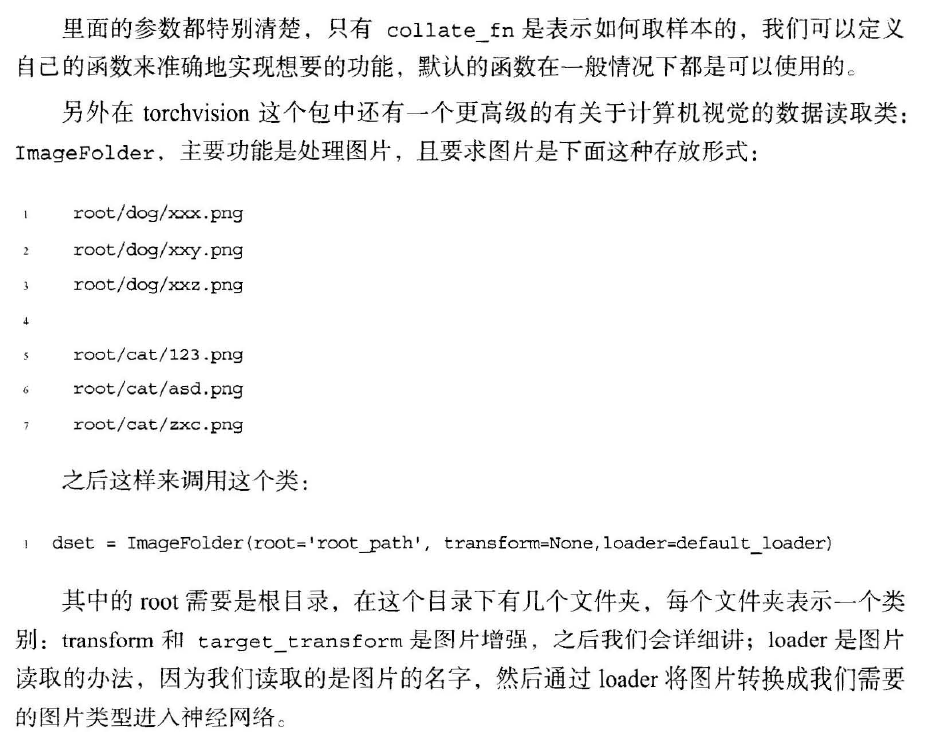 里面的参数都特别清楚，只有 collate_fn 是表示如何取样本的，我们可以定义
自己的函数来准确地实现想要的功能，默认的函数在一般情况下都是可以使用的。
另外在 torchvision 这个包中还有一个更高级的有关于计算机视觉的数据读取类：
ImageFolder，主要功能是处理图片，且要求图片是下面这种存放形式：
1 root/dog/xxx.png
2 root/dog/xxy.png
3 root/dog/xxz.png
4
5 root/cat/123.png
6 root/cat/asd.png
7 root/cat/zxc.png
之后这样来调用这个类：
1 dset = ImageFolder(root='root_path', transform=None,loader=default_loader)
其中的 root 需要是根目录，在这个目录下有几个文件夹，每个文件夹表示一个类
别：transform 和 target_transform 是图片增强，之后我们会详细讲；loader 是图片
读取的办法，因为我们读取的是图片的名字，然后通过 loader 将图片转换成我们需要
的图片类型进入神经网络。